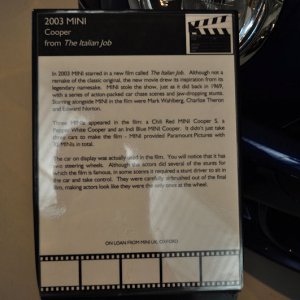 2003 MINI
Cooper
from The Italian Job
In 2003 MINI starred in a new film called The Italian Job. Although not a
remake of the classic original, the new movie drew its inspiration from its
legendary namesake. MINI stole the show, just as it did back in 1969,
with a series of action-packed car chase scenes and jaw-dropping stunts.
Starring alongside MINI in the film were Mark Wahlberg, Charlize Theron
and Edward Norton.
Three MINIs appeared in the film: a Chili Red MINI Cooper S, a
Pepper White Cooper and an Indi Blue MINI Cooper. It didn't just take
three cars to make the film - MINI provided Paramount Pictures with
MINIs in total.
The car on display was actually used in the film. You will notice that it has
two steering wheels. Although the actors did several of the stunts for
which the film is famous, in some scenes it required a stunt driver to sit in
the car and take control. They were carefully diminished out of the final
film, making actors look like they were the only ones at the wheel.
ON LOAN FROM MINI UK, OXFORD